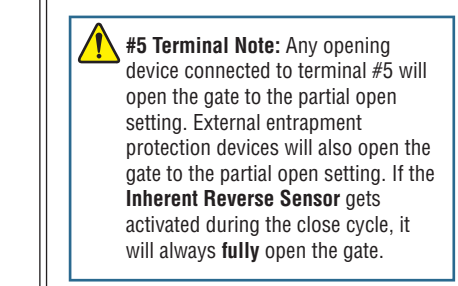 #5 Terminal Note: Any opening
device connected to terminal #5 will
open the gate to the partial open
setting. External entrapment
protection devices will also open the
gate to the partial open setting. If the
Inherent Reverse Sensor gets
activated during the close cycle, it
will always fully open the gate.